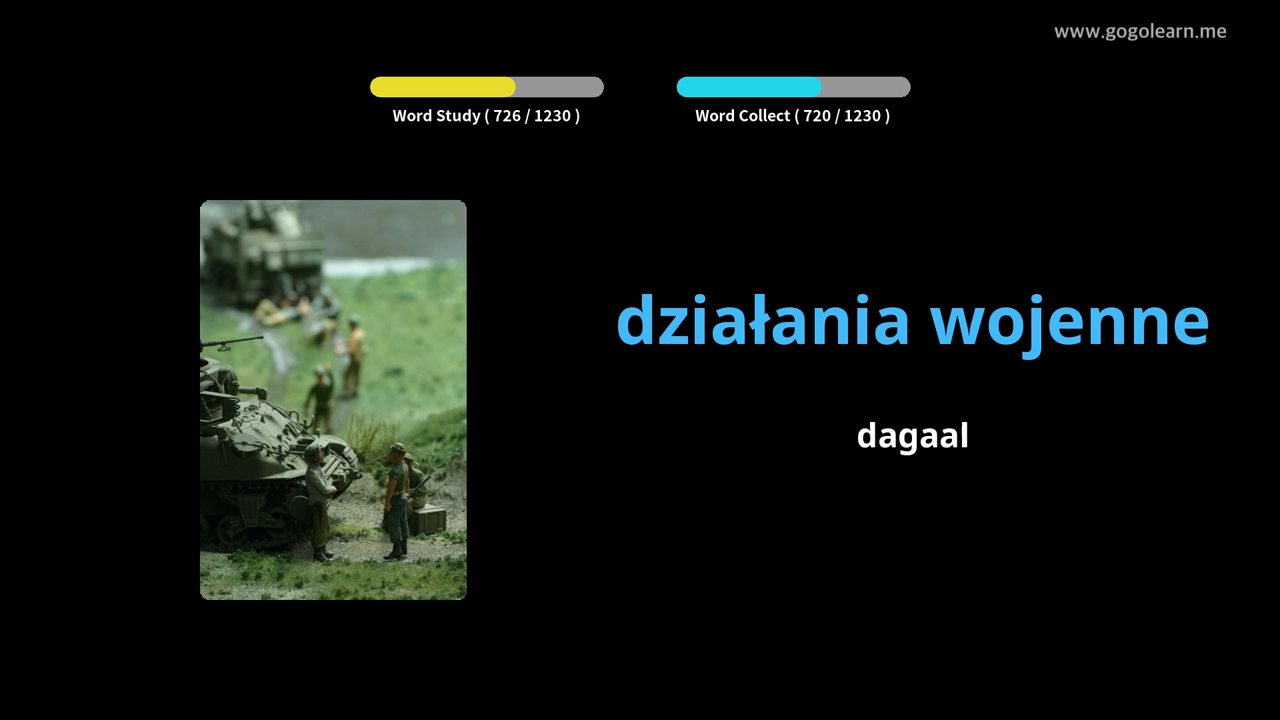 www.gogolearn.me
Word Study ( 726 / 1230 )
Word Collect ( 720 / 1230 )
działania wojenne
dagaal